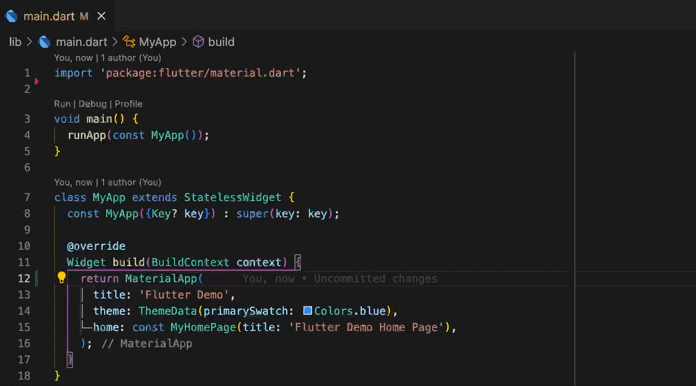 main.dart M ×
lib > main.dart > MyApp > build
You, now | 1 author (You)
1 import 'package:flutter/material.dart';
2
Run | Debug | Profile
3 void main() {
4 runApp(const MyApp());
5 }
6
You, now | 1 author (You)
7 class MyApp extends StatelessWidget {
8 const MyApp({Key? key}) : super(key: key);
9
10 @override
11 Widget build(BuildContext context) {
12 return MaterialApp( You, now • Uncommitted changes
13 title: 'Flutter Demo',
14 theme: ThemeData(primarySwatch: Colors.blue),
15 home: const MyHomePage(title: 'Flutter Demo Home Page'),
16 ); // MaterialApp
17 }
18 }